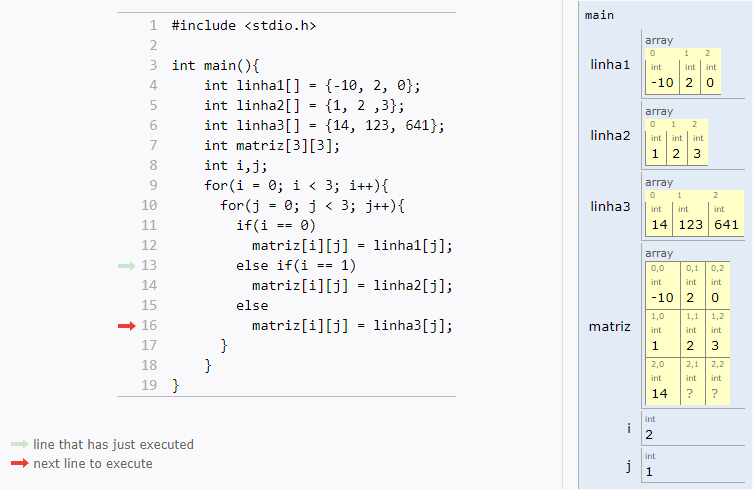 1 #include <stdio.h>
2
3 int main(){
4 int linha1[] = {-10, 2, 0};
5 int linha2[] = {1, 2 ,3};
6 int linha3[] = {14, 123, 641};
7 int matriz[3][3];
8 int i,j;
9 for(i = 0; i < 3; i++){
10 for(j = 0; j < 3; j++){
11 if(i == 0)
12 matriz[i][j] = linha1[j];
13 else if(i == 1)
14 matriz[i][j] = linha2[j];
15 else
16 matriz[i][j] = linha3[j];
17 }
18 }
19 }
line that has just executed
next line to execute
main
array
0 1 2
int int int
linha1 -10 2 0
array
0 1 2
int int int
linha2 1 2 3
array
0 1 2
int int int
linha3 14 123 641
array
0,0 0,1 0,2
int int int
-10 2 0
1,0 1,1 1,2
matriz int int int
1 2 3
2,0 2,1 2,2
int int int
14 ? ?
int
i 2
int
j 1